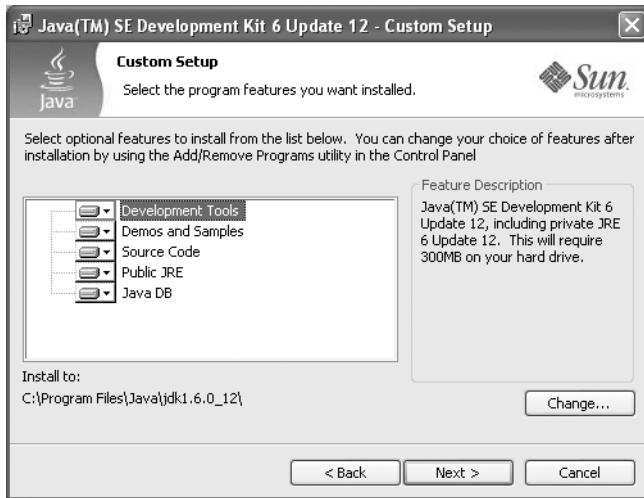 Java(TM) SE Development Kit 6 Update 12 - Custom Setup
Java
Custom Setup
Select the program features you want installed.
Sun
microsystems
Select optional features to install from the list below.  You can change your choice of features after
installation by using the Add/Remove Programs utility in the Control Panel
Development Tools
Demos and Samples
Source Code
Public JRE
Java DB
Feature Description
Java(TM) SE Development Kit 6
Update 12, including private JRE
6 Update 12.  This will require
300MB on your hard drive.
Install to:
C:\Program Files\Java\jdk1.6.0_12\
Change...
< Back
Next >
Cancel